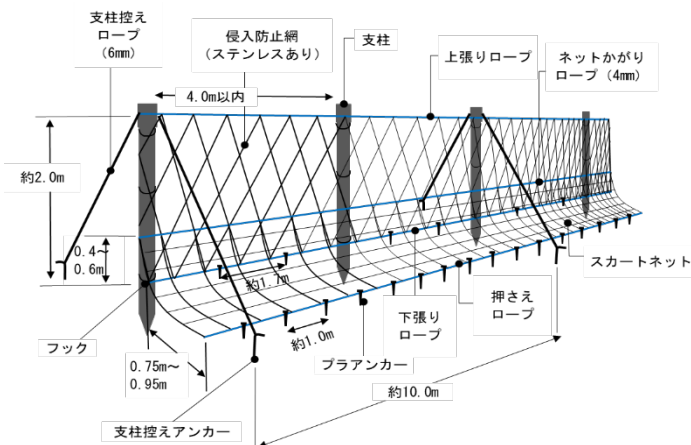 支柱控え
ロープ
(6mm)
侵入防止網
(ステンレスあり)
支柱
上張りロープ
ネットかがり
ロープ (4mm)
4.0m以内
約2.0m
0.4～
0.6m
約1.7m
スカートネット
フック
0.75m～
0.95m
約1.0m
プラアンカー
下張り
ロープ
押さえ
ロープ
約10.0m
支柱控えアンカー